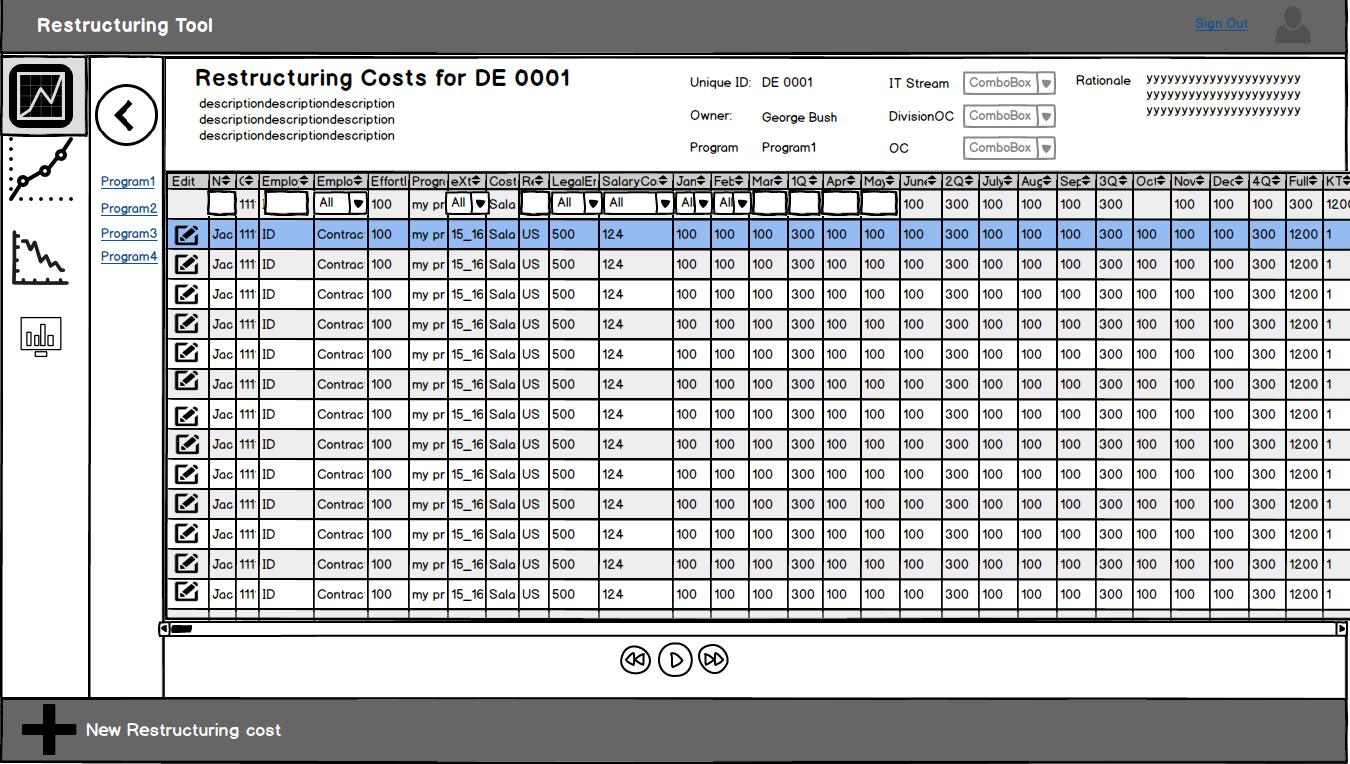 Restructuring Tool
Sign Out
Restructuring Costs for DE 0001
descriptiondescriptiondescription
descriptiondescriptiondescription
descriptiondescriptiondescription
Unique ID: DE 0001
Owner: George Bush
Program Program1
IT Stream ComboBox
DivisionOC ComboBox
OC ComboBox
Rationale yyyyyyyyyyyyyyyyyyyyyy
yyyyyyyyyyyyyyyyyyyyyy
yyyyyyyyyyyyyyyyyyyyyy
Program1
Program2
Program3
Program4
Edit Emplo Emplo Effort Progr eXt Cost LegalEr SalaryCo Jan Feb Mar 1Q Apr May June 2Q July Aug Sep 3Q Oct Nov Dec 4Q Full KT
111 All 100 my pr All Sala All All All All 100 300 100 100 100 300 100 100 100 300 1200
Jac 111 ID Contrac 100 my pr 15_16 Sala US 500 124 100 100 100 300 100 100 100 300 100 100 100 300 100 100 100 300 1200 1
Jac 111 ID Contrac 100 my pr 15_16 Sala US 500 124 100 100 100 300 100 100 100 300 100 100 100 300 100 100 100 300 1200 1
Jac 111 ID Contrac 100 my pr 15_16 Sala US 500 124 100 100 100 300 100 100 100 300 100 100 100 300 100 100 100 300 1200 1
Jac 111 ID Contrac 100 my pr 15_16 Sala US 500 124 100 100 100 300 100 100 100 300 100 100 100 300 100 100 100 300 1200 1
Jac 111 ID Contrac 100 my pr 15_16 Sala US 500 124 100 100 100 300 100 100 100 300 100 100 100 300 100 100 100 300 1200 1
Jac 111 ID Contrac 100 my pr 15_16 Sala US 500 124 100 100 100 300 100 100 100 300 100 100 100 300 100 100 100 300 1200 1
Jac 111 ID Contrac 100 my pr 15_16 Sala US 500 124 100 100 100 300 100 100 100 300 100 100 100 300 100 100 100 300 1200 1
Jac 111 ID Contrac 100 my pr 15_16 Sala US 500 124 100 100 100 300 100 100 100 300 100 100 100 300 100 100 100 300 1200 1
Jac 111 ID Contrac 100 my pr 15_16 Sala US 500 124 100 100 100 300 100 100 100 300 100 100 100 300 100 100 100 300 1200 1
Jac 111 ID Contrac 100 my pr 15_16 Sala US 500 124 100 100 100 300 100 100 100 300 100 100 100 300 100 100 100 300 1200 1
Jac 111 ID Contrac 100 my pr 15_16 Sala US 500 124 100 100 100 300 100 100 100 300 100 100 100 300 100 100 100 300 1200 1
Jac 111 ID Contrac 100 my pr 15_16 Sala US 500 124 100 100 100 300 100 100 100 300 100 100 100 300 100 100 100 300 1200 1
Jac 111 ID Contrac 100 my pr 15_16 Sala US 500 124 100 100 100 300 100 100 100 300 100 100 100 300 100 100 100 300 1200 1
New Restructuring cost